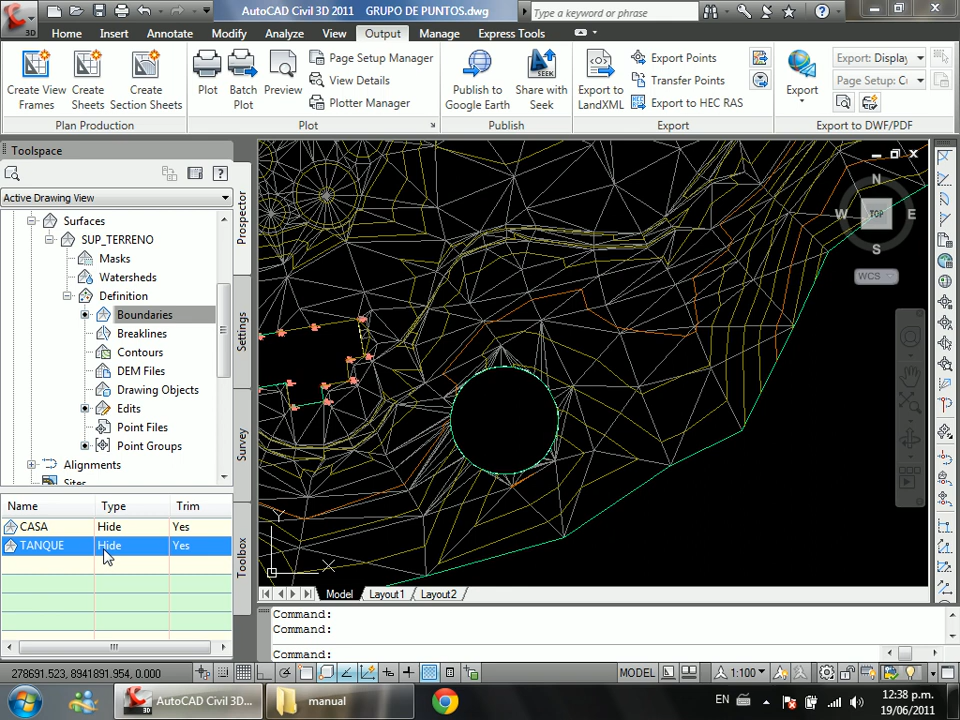 AutoCAD Civil 3D 2011 GRUPO DE PUNTOS.dwg
Type a keyword or phrase
3D
Home Insert Annotate Modify Analyze View Output Manage Express Tools
Create View Frames
Create Sheets
Create Section Sheets
Plan Production
Plot
Batch Plot
Preview
Page Setup Manager
View Details
Plotter Manager
Plot
Publish to Google Earth
Share with Seek
Publish
Export to LandXML
Export Points
Transfer Points
Export to HEC RAS
Export
Export
Export: Display
Page Setup: C
Export to DWF/PDF
Toolspace
Active Drawing View
Surfaces
SUP_TERRENO
Masks
Watersheds
Definition
Boundaries
Breaklines
Contours
DEM Files
Drawing Objects
Edits
Point Files
Point Groups
Alignments
Sites
Prospector
Settings
Survey
Toolbox
Name Type Trim
CASA Hide Yes
TANQUE Hide Yes
N
W TOP E
S
WCS
Y
X
Model Layout1 Layout2
Command:
Command:
Command:
278691.523, 8941891.954, 0.000
MODEL
1:100
AutoCAD Civil 3D...
manual
EN
12:38 p.m.
19/06/2011